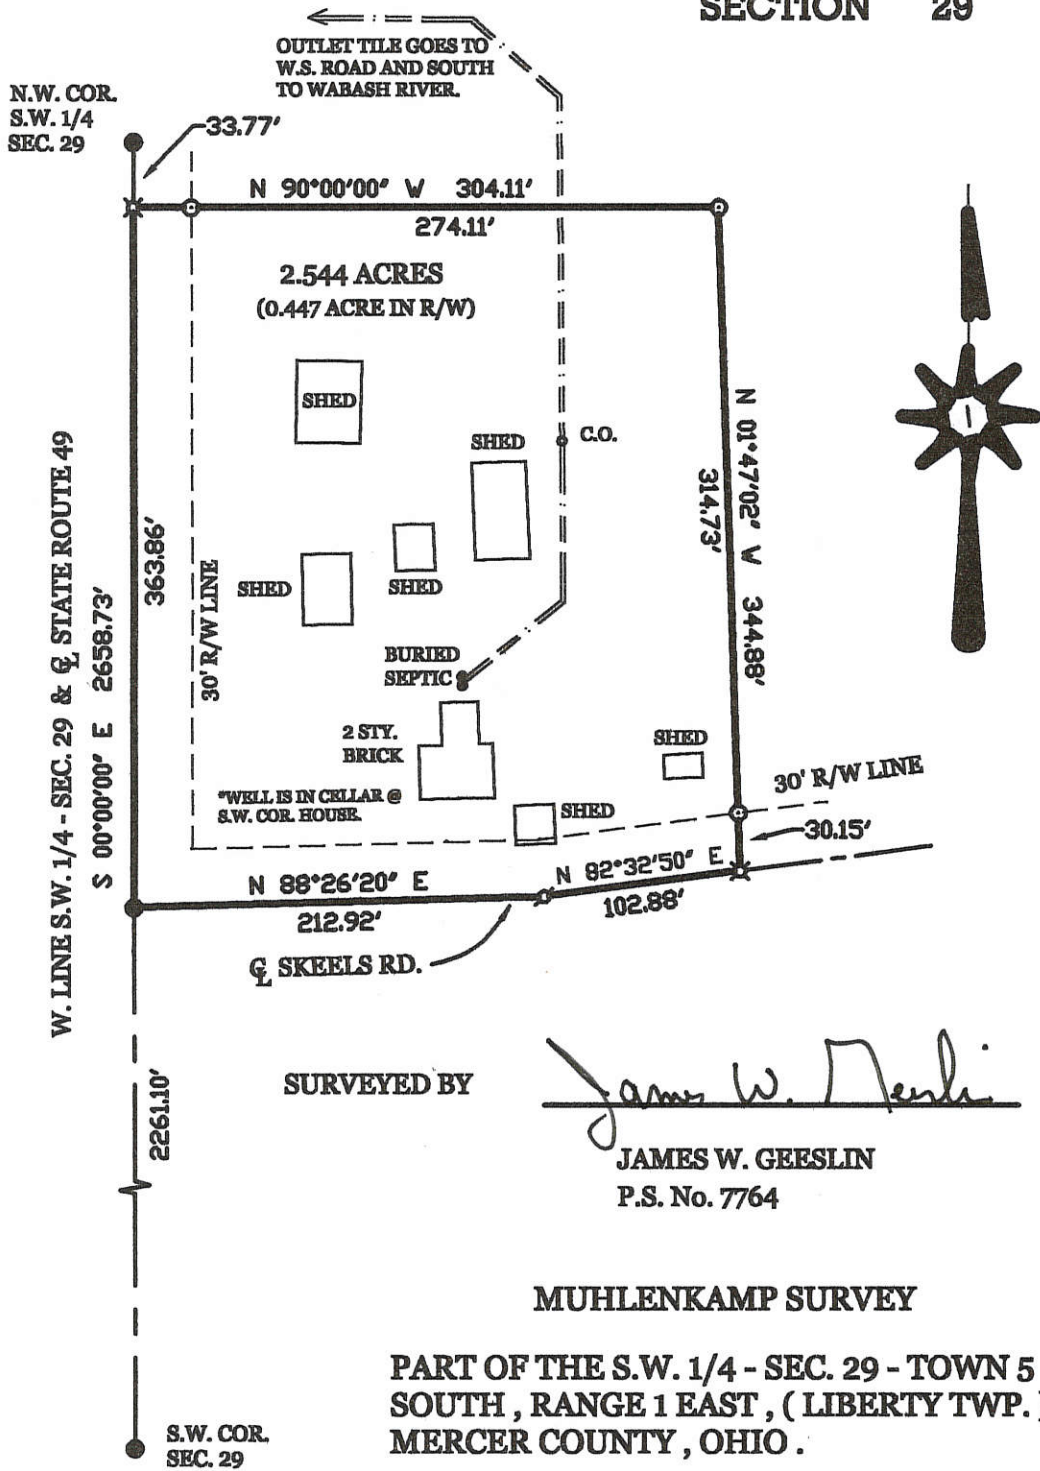 SECTION 29
OUTLET TILE GOES TO
W.S. ROAD AND SOUTH
TO WABASH RIVER.
N.W. COR.
S.W. 1/4
SEC. 29
33.77'
N 90°00'00" W 304.11'
274.11'
2.544 ACRES
(0.447 ACRE IN R/W)
SHED
SHED
C.O.
N 01°47'02" W 344.88'
314.73'
W. LINE S.W. 1/4 - SEC. 29 & ℄ STATE ROUTE 49
S 00°00'00" E 2658.73'
363.86'
30' R/W LINE
SHED
SHED
BURIED
SEPTIC
2 STY.
BRICK
SHED
*WELL IS IN CELLAR @
S.W. COR. HOUSE.
SHED
30' R/W LINE
30.15'
N 88°26'20" E
212.92'
N 82°32'50" E
102.88'
℄ SKEELS RD.
2261.10'
SURVEYED BY
James W. Geeslin
JAMES W. GEESLIN
P.S. No. 7764
MUHLENKAMP SURVEY
PART OF THE S.W. 1/4 - SEC. 29 - TOWN 5
SOUTH , RANGE 1 EAST , ( LIBERTY TWP. )
MERCER COUNTY , OHIO .
S.W. COR.
SEC. 29